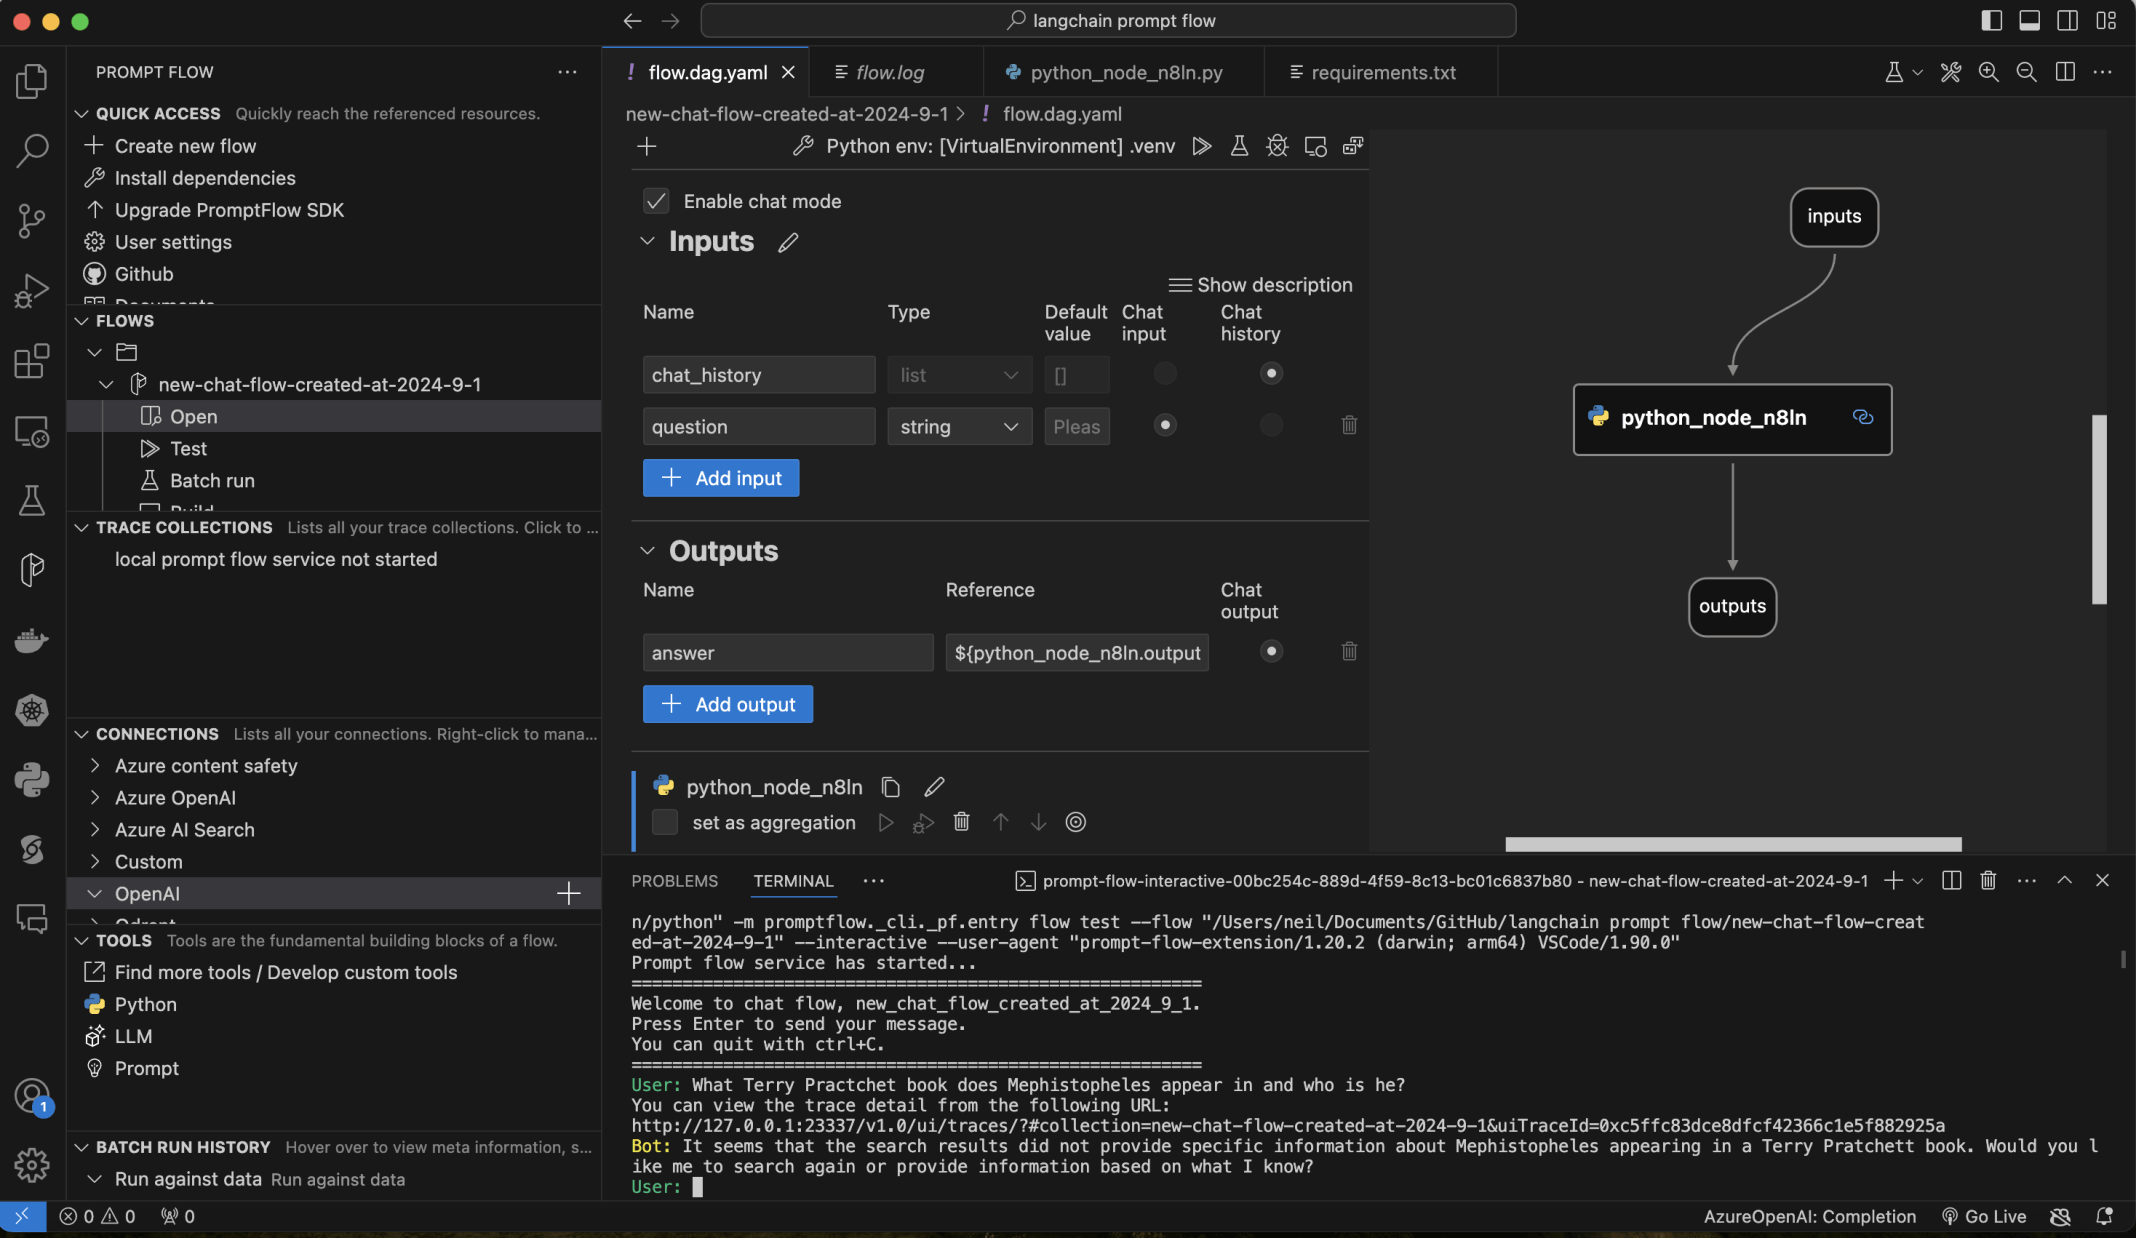 langchain prompt flow
PROMPT FLOW
QUICK ACCESS Quickly reach the referenced resources.
Create new flow
Install dependencies
Upgrade PromptFlow SDK
User settings
Github
Documents
FLOWS
new-chat-flow-created-at-2024-9-1
Open
Test
Batch run
Build
TRACE COLLECTIONS Lists all your trace collections. Click to ...
local prompt flow service not started
CONNECTIONS Lists all your connections. Right-click to mana...
Azure content safety
Azure OpenAI
Azure AI Search
Custom
OpenAI
Qdrant
TOOLS Tools are the fundamental building blocks of a flow.
Find more tools / Develop custom tools
Python
LLM
Prompt
1
BATCH RUN HISTORY Hover over to view meta information, s...
Run against data Run against data
! flow.dag.yaml
flow.log
python_node_n8ln.py
requirements.txt
new-chat-flow-created-at-2024-9-1 > ! flow.dag.yaml
Python env: [VirtualEnvironment] .venv
Enable chat mode
Inputs
Show description
Name Type Default value Chat input Chat history
chat_history list []
question string Pleas
Add input
Outputs
Name Reference Chat output
answer ${python_node_n8ln.output
Add output
python_node_n8ln
set as aggregation
inputs
python_node_n8ln
outputs
PROBLEMS TERMINAL ...
prompt-flow-interactive-00bc254c-889d-4f59-8c13-bc01c6837b80 - new-chat-flow-created-at-2024-9-1
n/python" -m promptflow._cli._pf.entry flow test --flow "/Users/neil/Documents/GitHub/langchain prompt flow/new-chat-flow-creat
ed-at-2024-9-1" --interactive --user-agent "prompt-flow-extension/1.20.2 (darwin; arm64) VSCode/1.90.0"
Prompt flow service has started...
========================================================
Welcome to chat flow, new_chat_flow_created_at_2024_9_1.
Press Enter to send your message.
You can quit with ctrl+C.
========================================================
User: What Terry Practchet book does Mephistopheles appear in and who is he?
You can view the trace detail from the following URL:
http://127.0.0.1:23337/v1.0/ui/traces/?#collection=new-chat-flow-created-at-2024-9-1&uiTraceId=0xc5ffc83dce8dfcf42366c1e5f882925a
Bot: It seems that the search results did not provide specific information about Mephistopheles appearing in a Terry Pratchett book. Would you l
ike me to search again or provide information based on what I know?
User:
0 0 0
AzureOpenAI: Completion Go Live